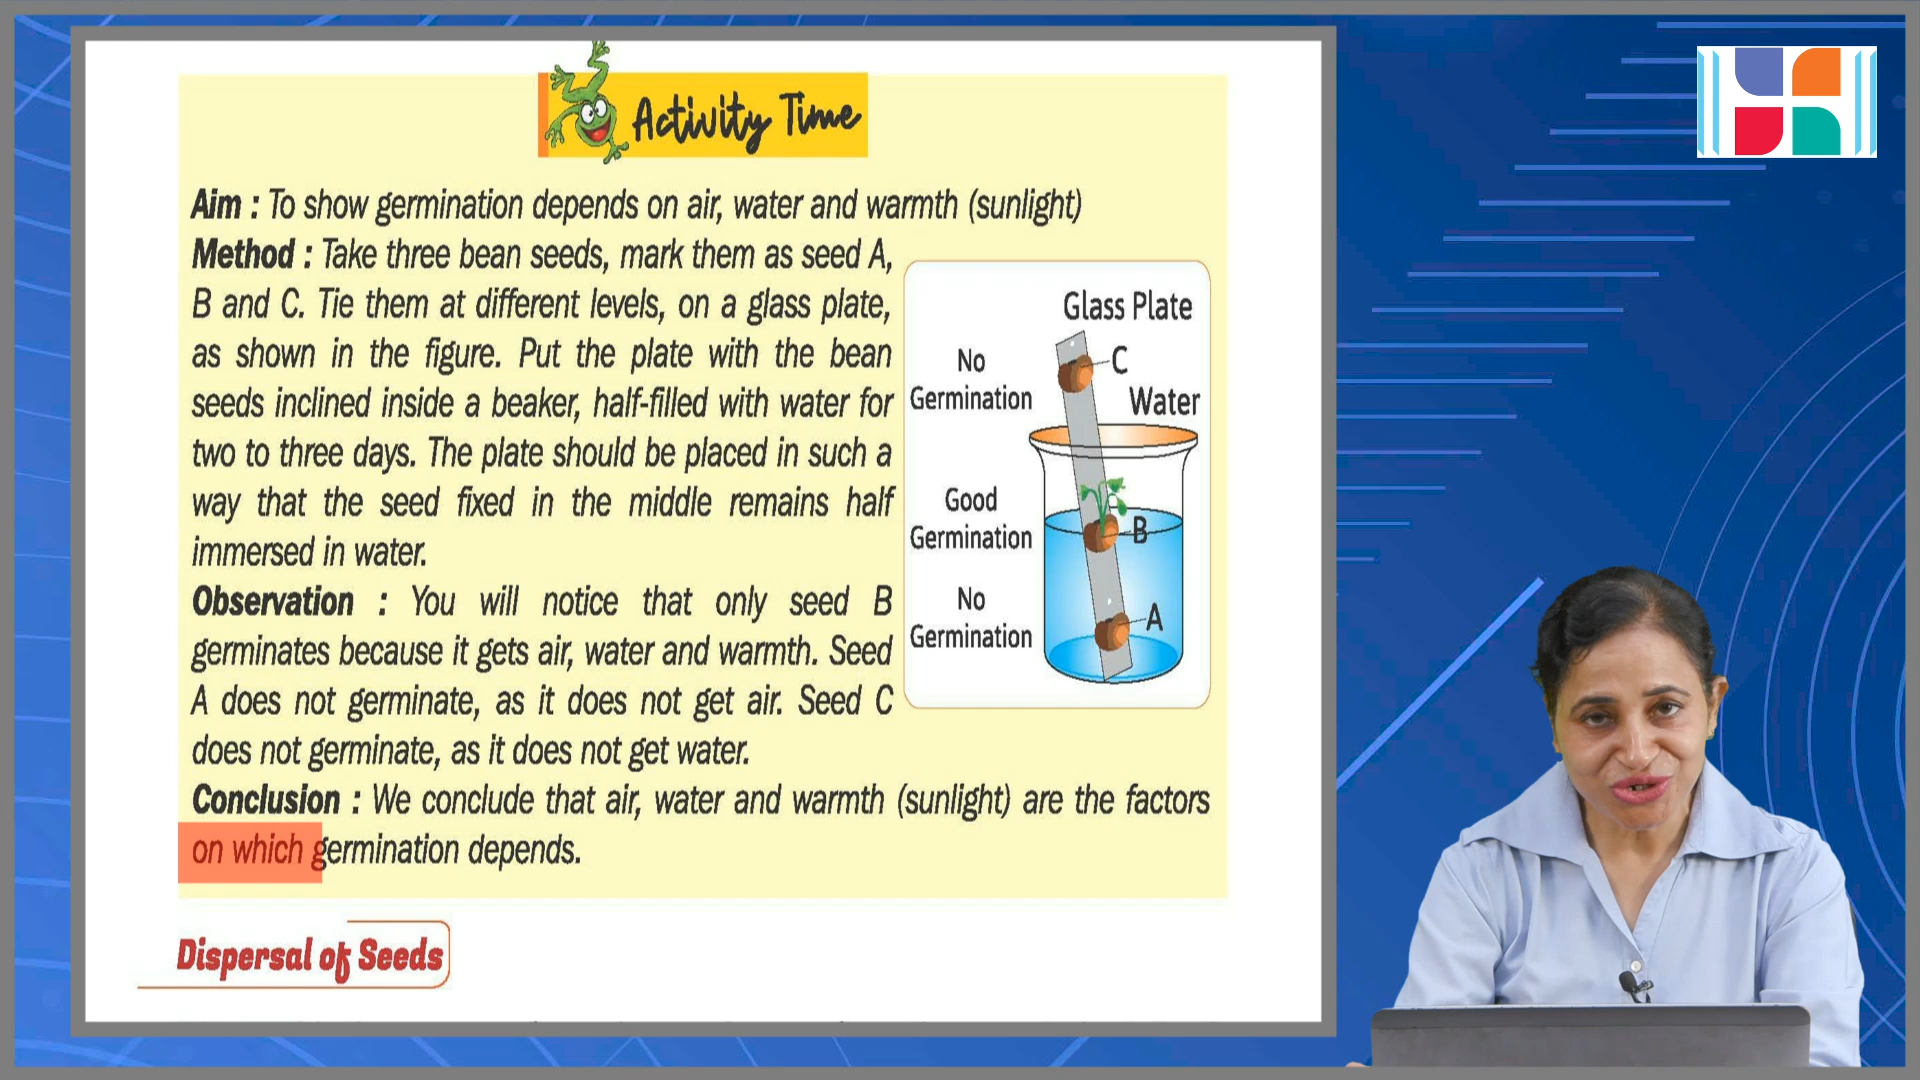 Activity Time
Aim : To show germination depends on air, water and warmth (sunlight)
Method : Take three bean seeds, mark them as seed A,
B and C. Tie them at different levels, on a glass plate,
as shown in the figure. Put the plate with the bean
seeds inclined inside a beaker, half-filled with water for
two to three days. The plate should be placed in such a
way that the seed fixed in the middle remains half
immersed in water.
Observation : You will notice that only seed B
germinates because it gets air, water and warmth. Seed
A does not germinate, as it does not get air. Seed C
does not germinate, as it does not get water.
Conclusion : We conclude that air, water and warmth (sunlight) are the factors
on which germination depends.
Glass Plate
No
Germination
C
Water
Good
Germination
B
No
Germination
A
Dispersal of Seeds